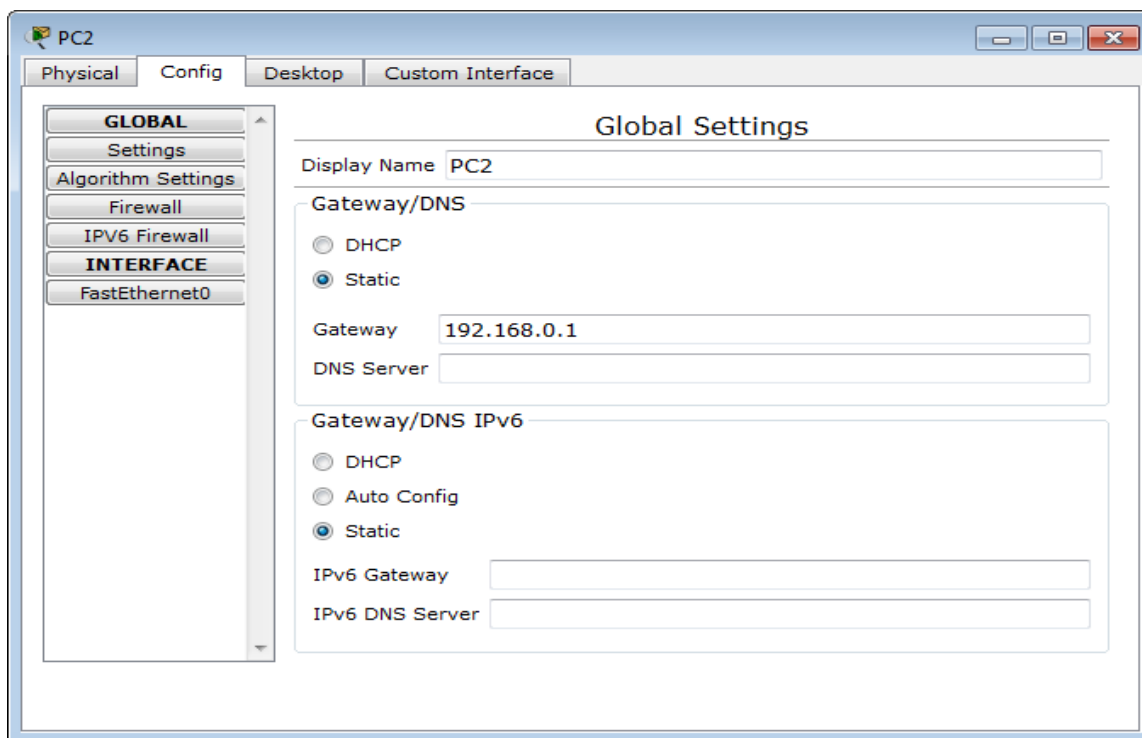 PC2
Physical Config Desktop Custom Interface
GLOBAL
Settings
Algorithm Settings
Firewall
IPV6 Firewall
INTERFACE
FastEthernet0
Global Settings
Display Name PC2
Gateway/DNS
DHCP
Static
Gateway 192.168.0.1
DNS Server
Gateway/DNS IPv6
DHCP
Auto Config
Static
IPv6 Gateway
IPv6 DNS Server